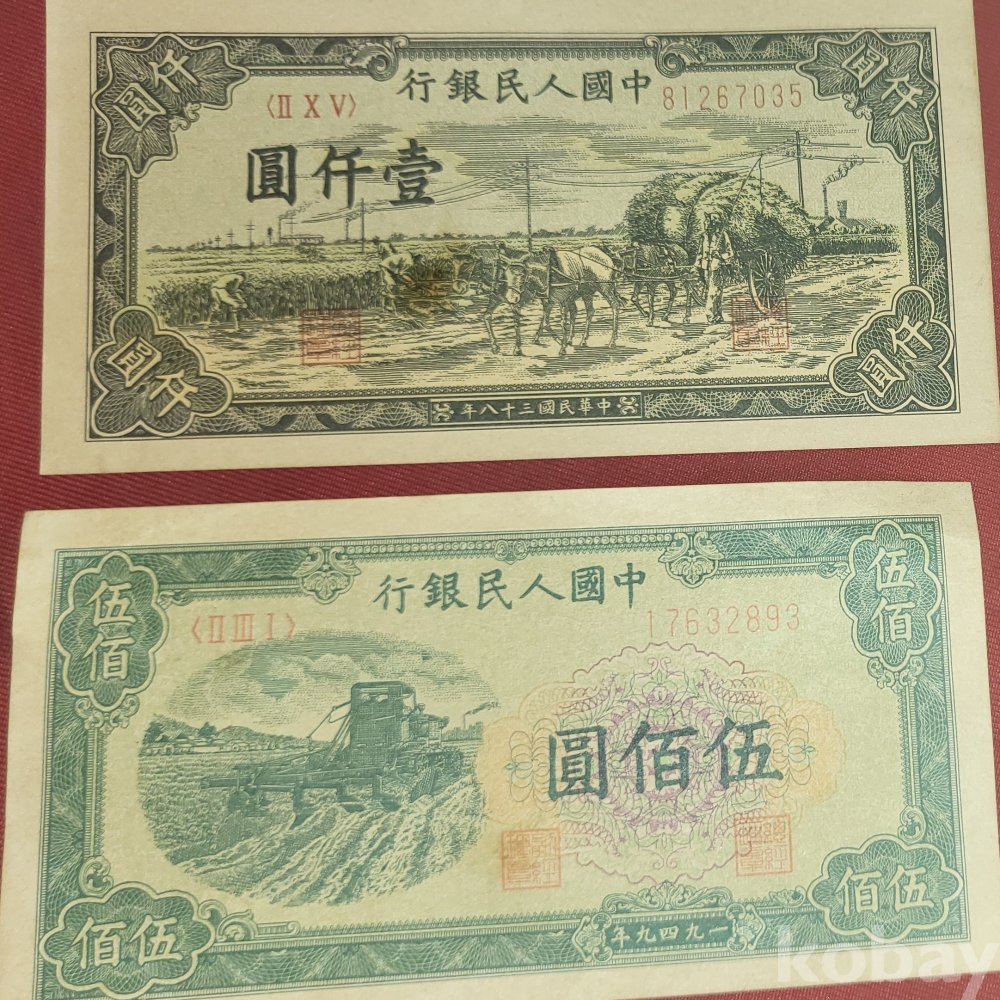 仟圓
中國人民銀行
仟圓
〈II X V〉
81267035
壹仟圓
仟圓
中華民國三十八年
仟圓
伍佰
中國人民銀行
伍佰
〈II III I〉
17632893
伍佰圓
伍佰
一九四九年
伍佰
kobay